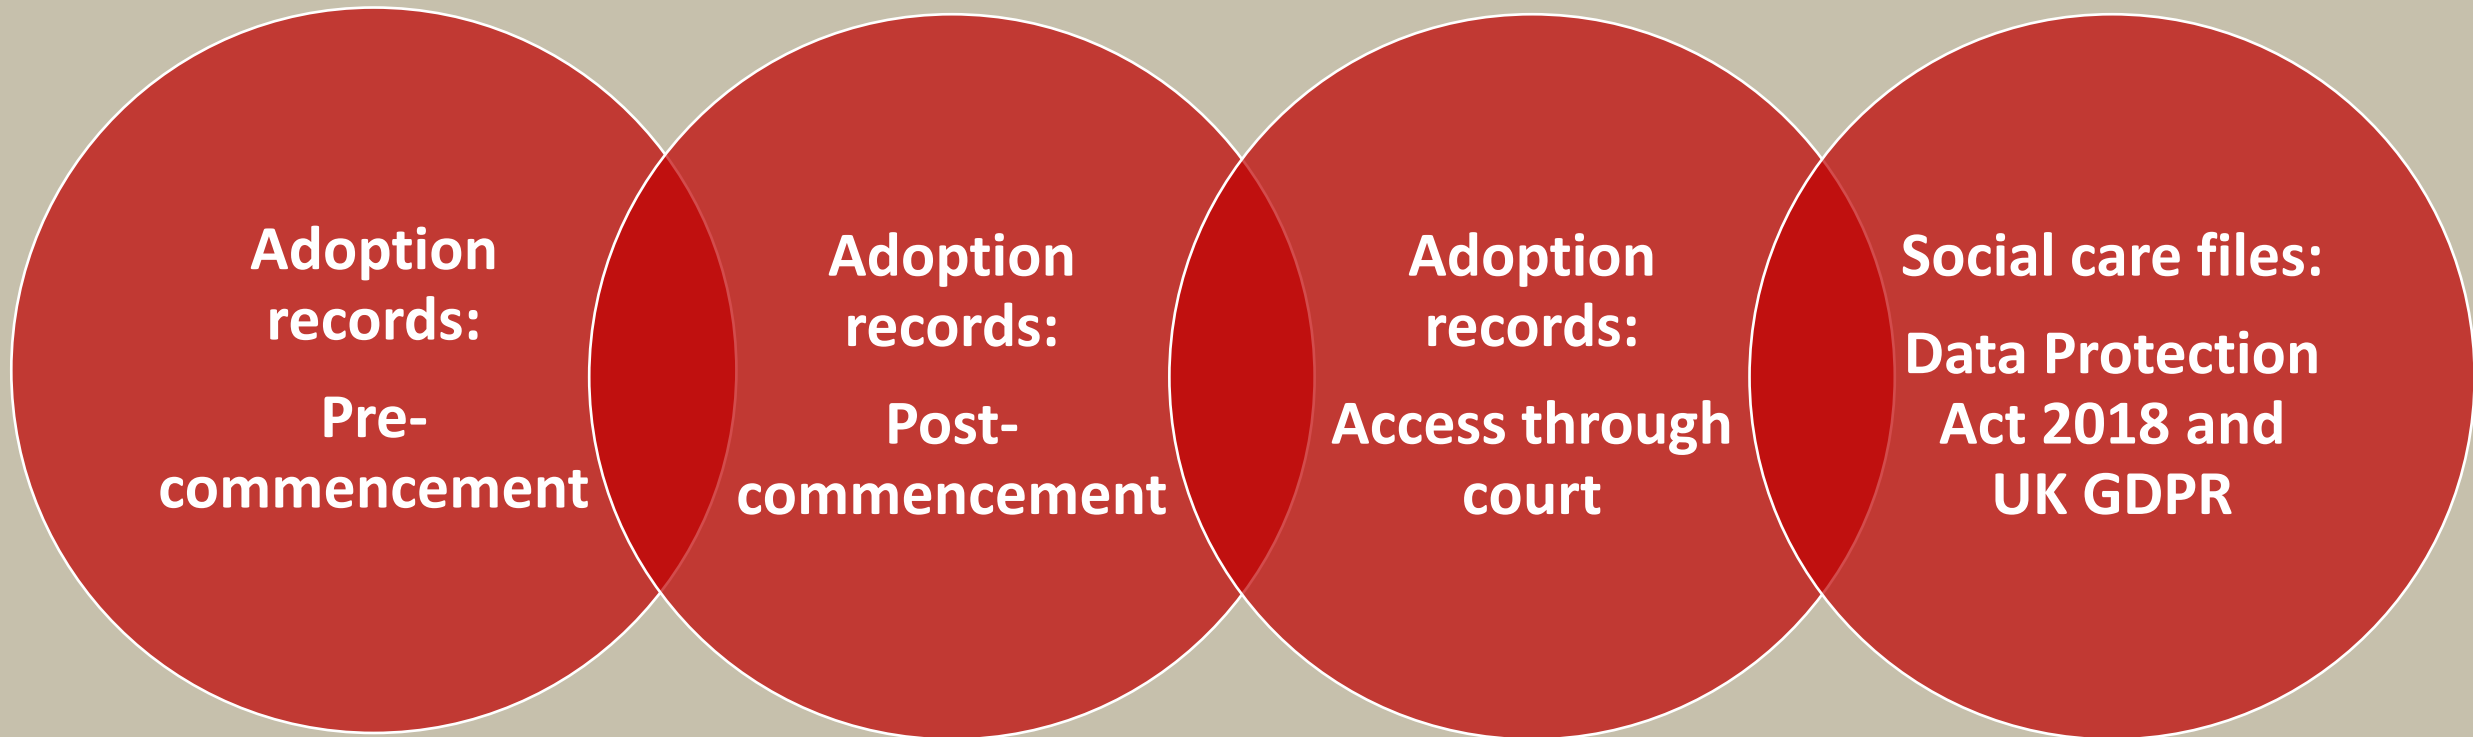 Adoption
records:
Pre-
commencement
Adoption
records:
Post-
commencement
Adoption
records:
Access through
court
Social care files:
Data Protection
Act 2018 and
UK GDPR